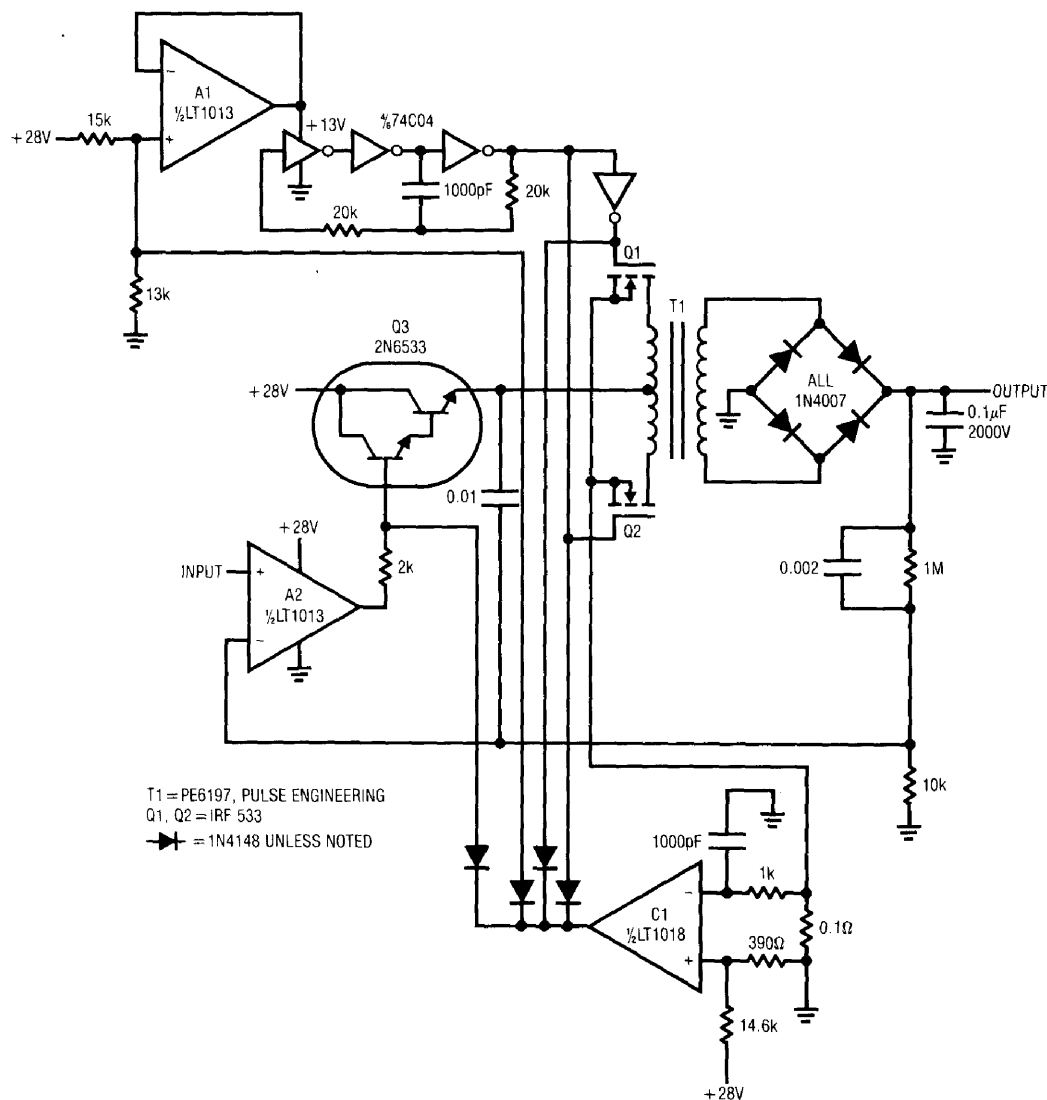 A1
½LT1013
+28V
15k
+
−
+13V
⁴⁄₆74C04
1000pF
20k
20k
13k
Q1
T1
Q3
2N6533
+28V
ALL
1N4007
OUTPUT
0.1µF
2000V
0.01
Q2
+28V
INPUT
+
A2
½LT1013
−
2k
0.002
1M
10k
T1=PE6197, PULSE ENGINEERING
Q1, Q2=IRF 533
=1N4148 UNLESS NOTED
1000pF
1k
−
C1
½LT1018
+
390Ω
0.1Ω
14.6k
+28V